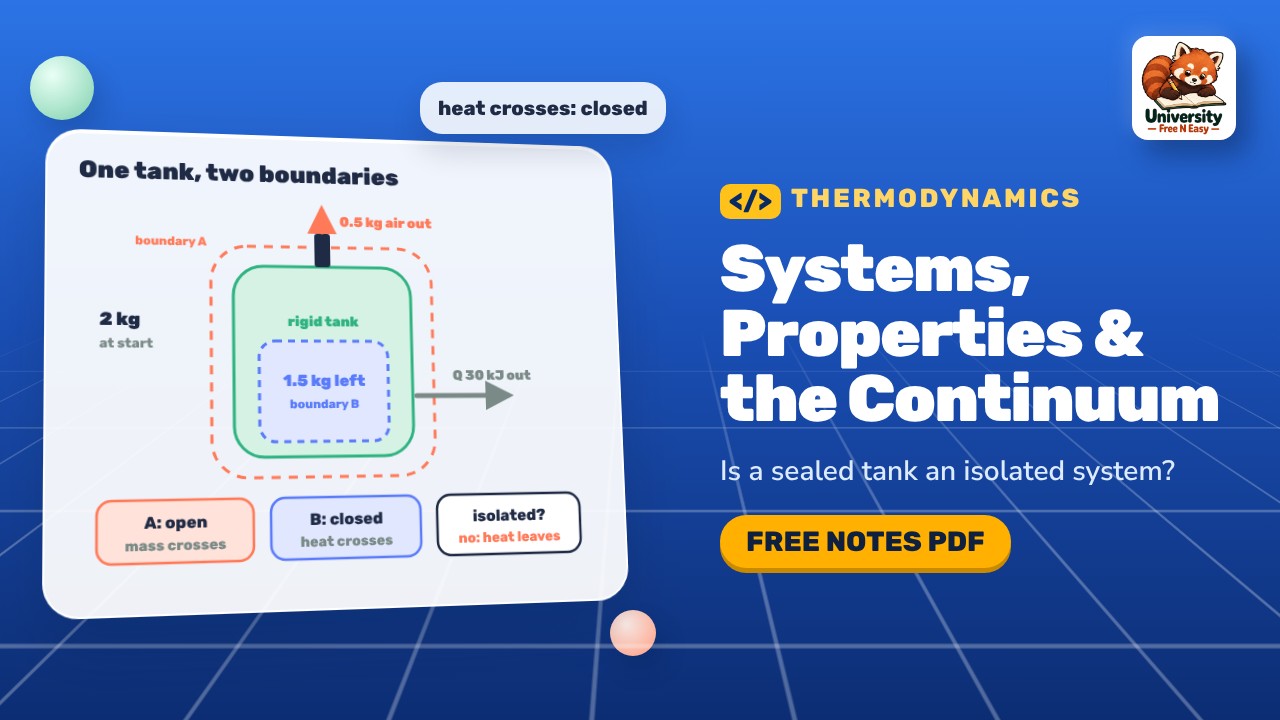 heat crosses: closed
One tank, two boundaries
0.5 kg air out
boundary A
2 kg
at start
rigid tank
1.5 kg left
boundary B
Q 30 kJ out
A: open
mass crosses
B: closed
heat crosses
isolated?
no: heat leaves
University
Free N Easy
</> THERMODYNAMICS
Systems,
Properties &
the Continuum
Is a sealed tank an isolated system?
FREE NOTES PDF